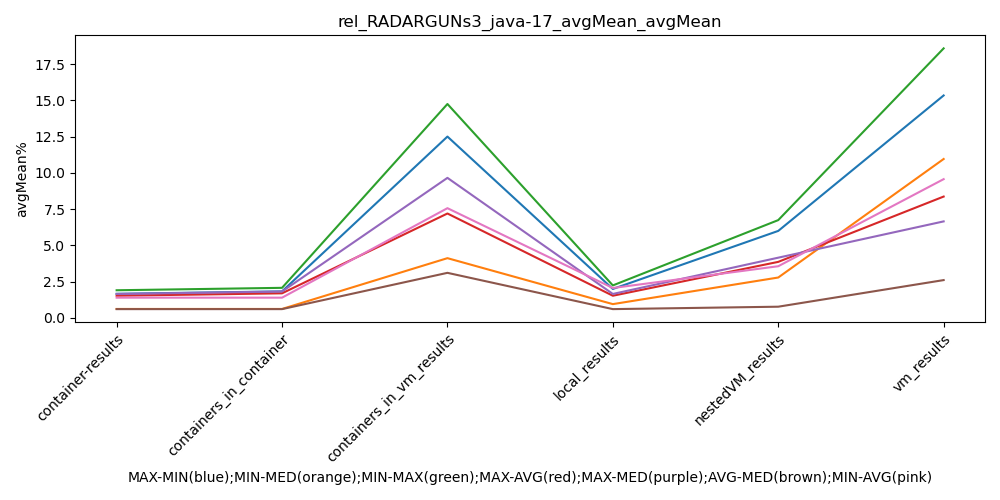 rel_RADARGUNs3_java-17_avgMean_avgMean
avgMean%
17.5
15.0
12.5
10.0
7.5
5.0
2.5
0.0
container-results
containers_in_container
containers_in_vm_results
local_results
nestedVM_results
vm_results
MAX-MIN(blue);MIN-MED(orange);MIN-MAX(green);MAX-AVG(red);MAX-MED(purple);AVG-MED(brown);MIN-AVG(pink)